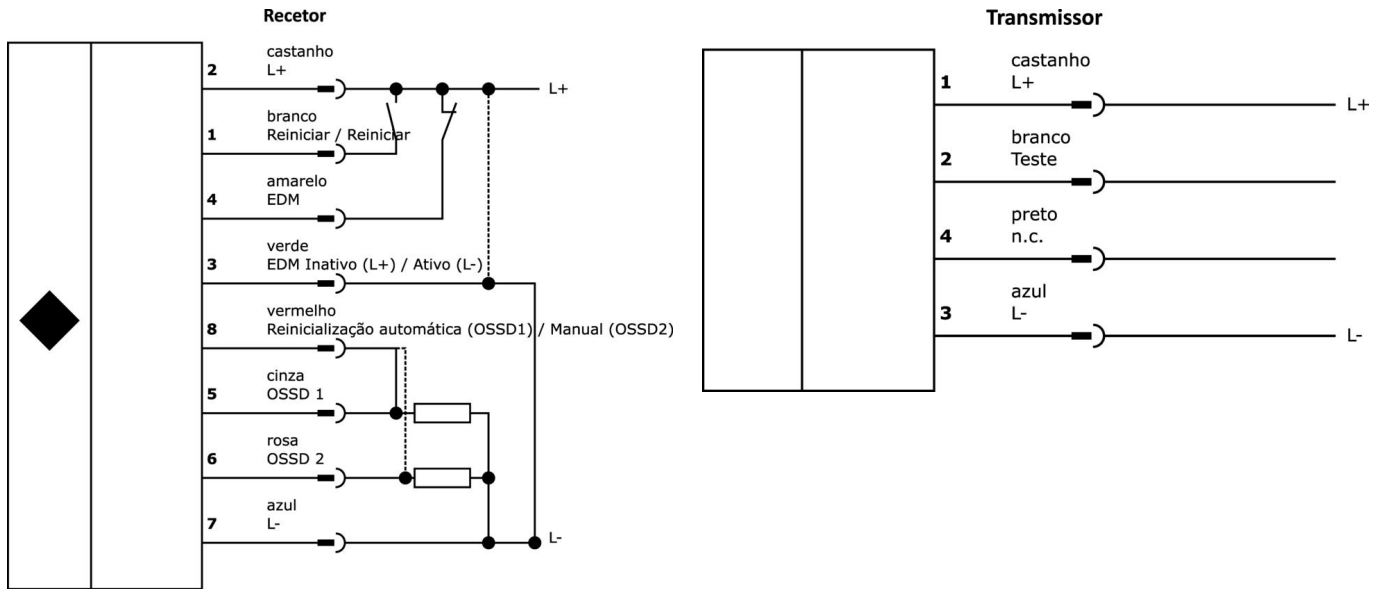 Recetor
castanho
2 L+
L+
branco
1 Reiniciar / Reiniciar
amarelo
4 EDM
verde
3 EDM Inativo (L+) / Ativo (L-)
vermelho
8 Reinicialização automática (OSSD1) / Manual (OSSD2)
cinza
5 OSSD 1
rosa
6 OSSD 2
azul
7 L-
L-
Transmissor
castanho
1 L+
L+
branco
2 Teste
preto
4 n.c.
azul
3 L-
L-